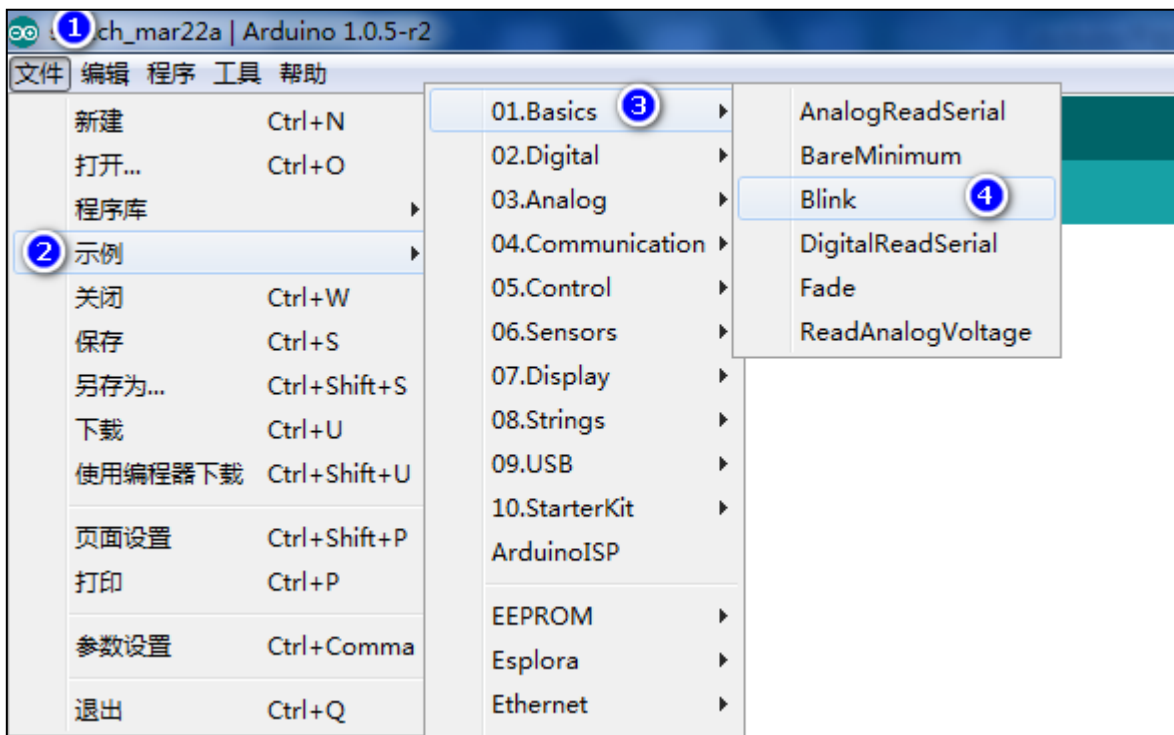 1 ch_mar22a | Arduino 1.0.5-r2
文件 编辑 程序 工具 帮助
新建 Ctrl+N
打开... Ctrl+O
程序库
2 示例
关闭 Ctrl+W
保存 Ctrl+S
另存为... Ctrl+Shift+S
下载 Ctrl+U
使用编程器下载 Ctrl+Shift+U
页面设置 Ctrl+Shift+P
打印 Ctrl+P
参数设置 Ctrl+Comma
退出 Ctrl+Q
01.Basics 3
02.Digital
03.Analog
04.Communication
05.Control
06.Sensors
07.Display
08.Strings
09.USB
10.StarterKit
ArduinoISP
EEPROM
Esplora
Ethernet
AnalogReadSerial
BareMinimum
Blink 4
DigitalReadSerial
Fade
ReadAnalogVoltage